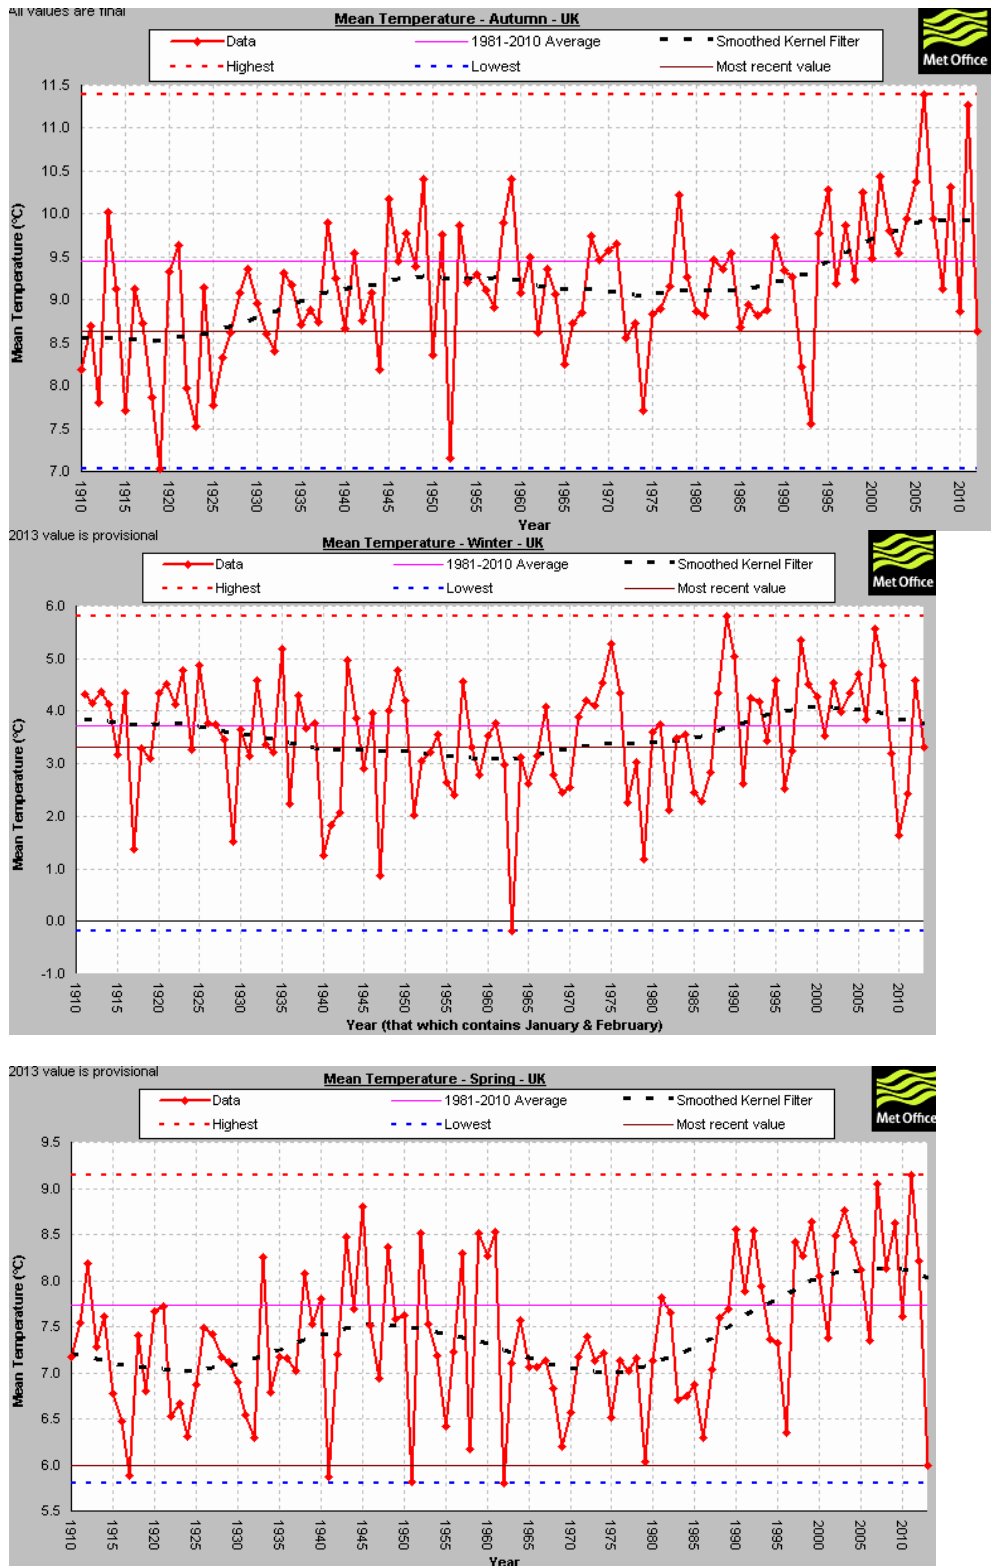 All values are final
Mean Temperature - Autumn - UK
Data 1981-2010 Average Smoothed Kernel Filter
Highest Lowest Most recent value
Met Office
11.5
11.0
10.5
10.0
9.5
9.0
8.5
8.0
7.5
7.0
Mean Temperature (°C)
1910 1915 1920 1925 1930 1935 1940 1945 1950 1955 1960 1965 1970 1975 1980 1985 1990 1995 2000 2005 2010
Year
2013 value is provisional
Mean Temperature - Winter - UK
Data 1981-2010 Average Smoothed Kernel Filter
Highest Lowest Most recent value
Met Office
6.0
5.0
4.0
3.0
2.0
1.0
0.0
-1.0
Mean Temperature (°C)
1910 1915 1920 1925 1930 1935 1940 1945 1950 1955 1960 1965 1970 1975 1980 1985 1990 1995 2000 2005 2010
Year (that which contains January & February)
2013 value is provisional
Mean Temperature - Spring - UK
Data 1981-2010 Average Smoothed Kernel Filter
Highest Lowest Most recent value
Met Office
9.5
9.0
8.5
8.0
7.5
7.0
6.5
6.0
5.5
Mean Temperature (°C)
1910 1915 1920 1925 1930 1935 1940 1945 1950 1955 1960 1965 1970 1975 1980 1985 1990 1995 2000 2005 2010
Year